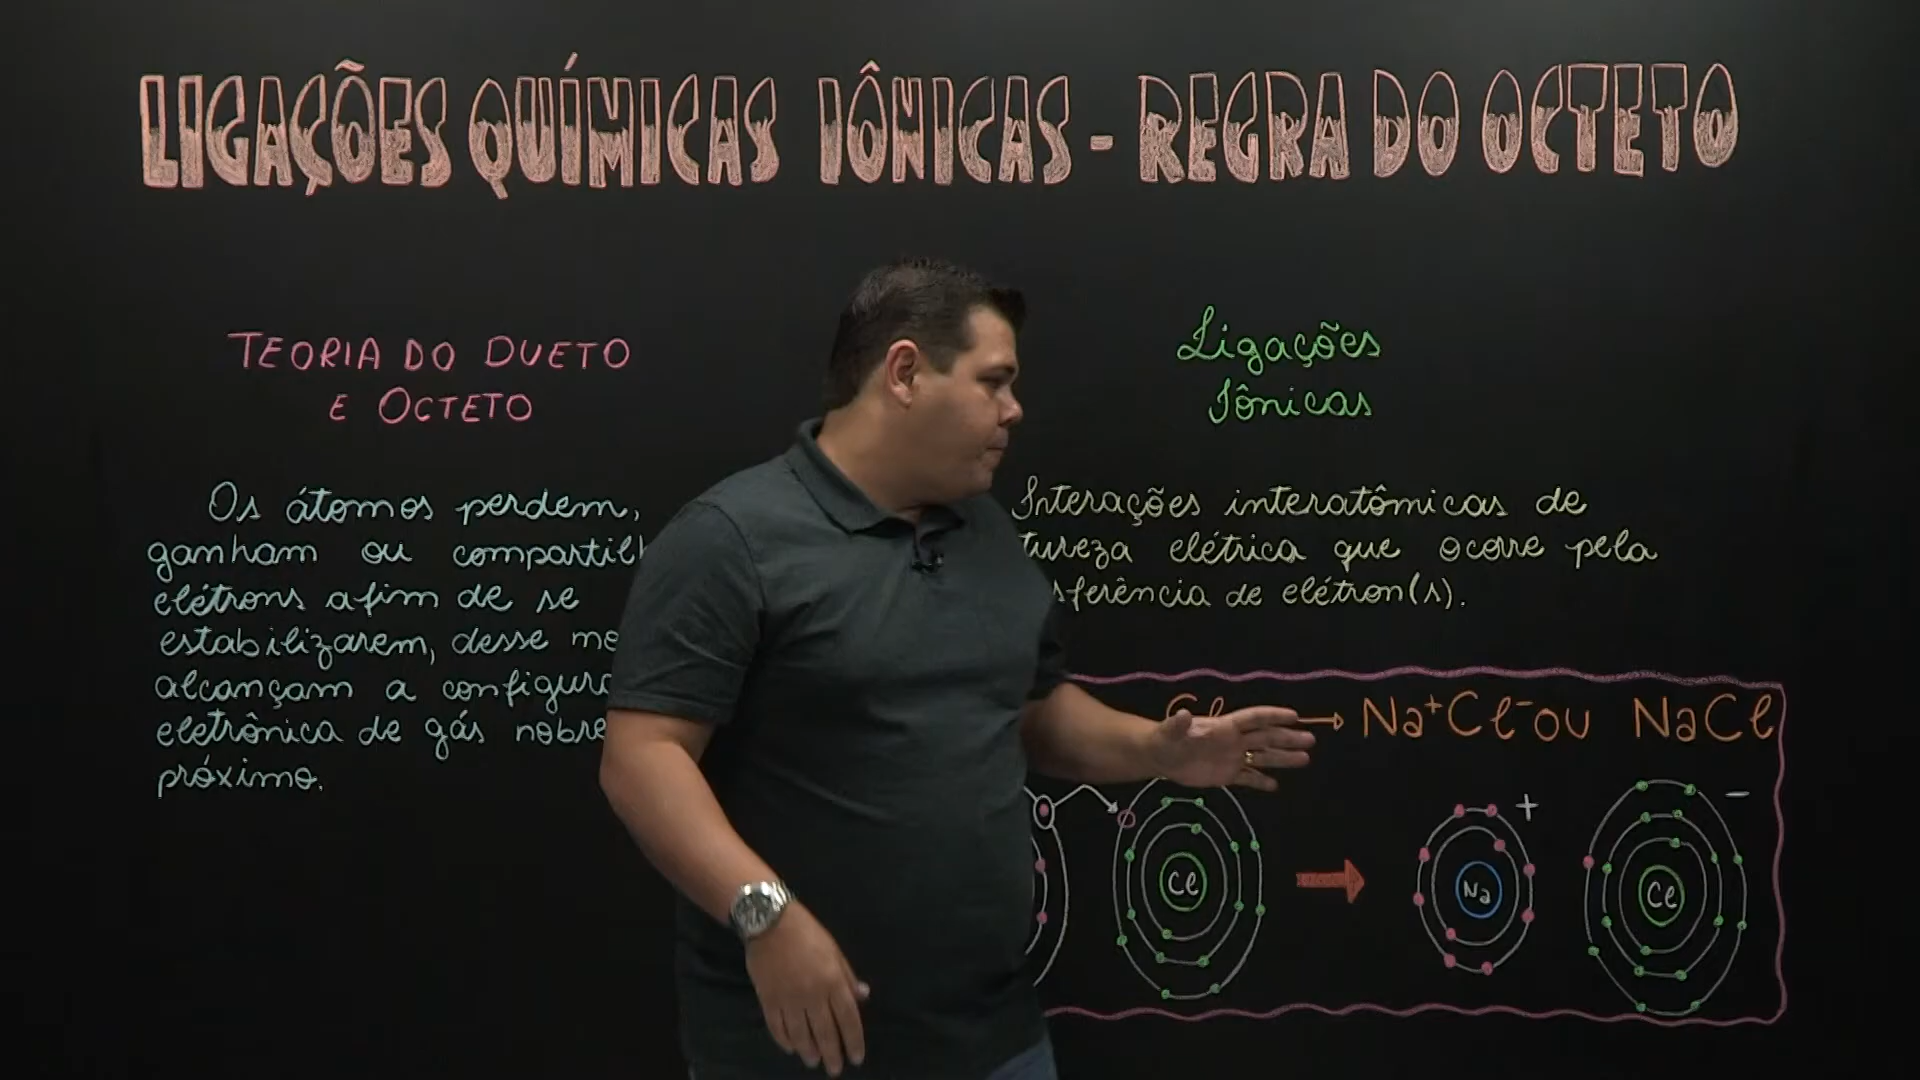 LIGAÇÕES QUÍMICAS IÔNICAS - REGRA DO OCTETO
TEORIA DO DUETO
E OCTETO
Os átomos perdem,
ganham ou
elétrons afim de se
estabilizarem, desse
alcançam a
eletrônica de gás nobre
próximo.
Ligações
Iônicas
Interações interatômicas de
elétrica que ocorre pela
de elétron(s).
→ Na⁺Cl⁻ ou NaCl
Cl
Na
+
Cl
−